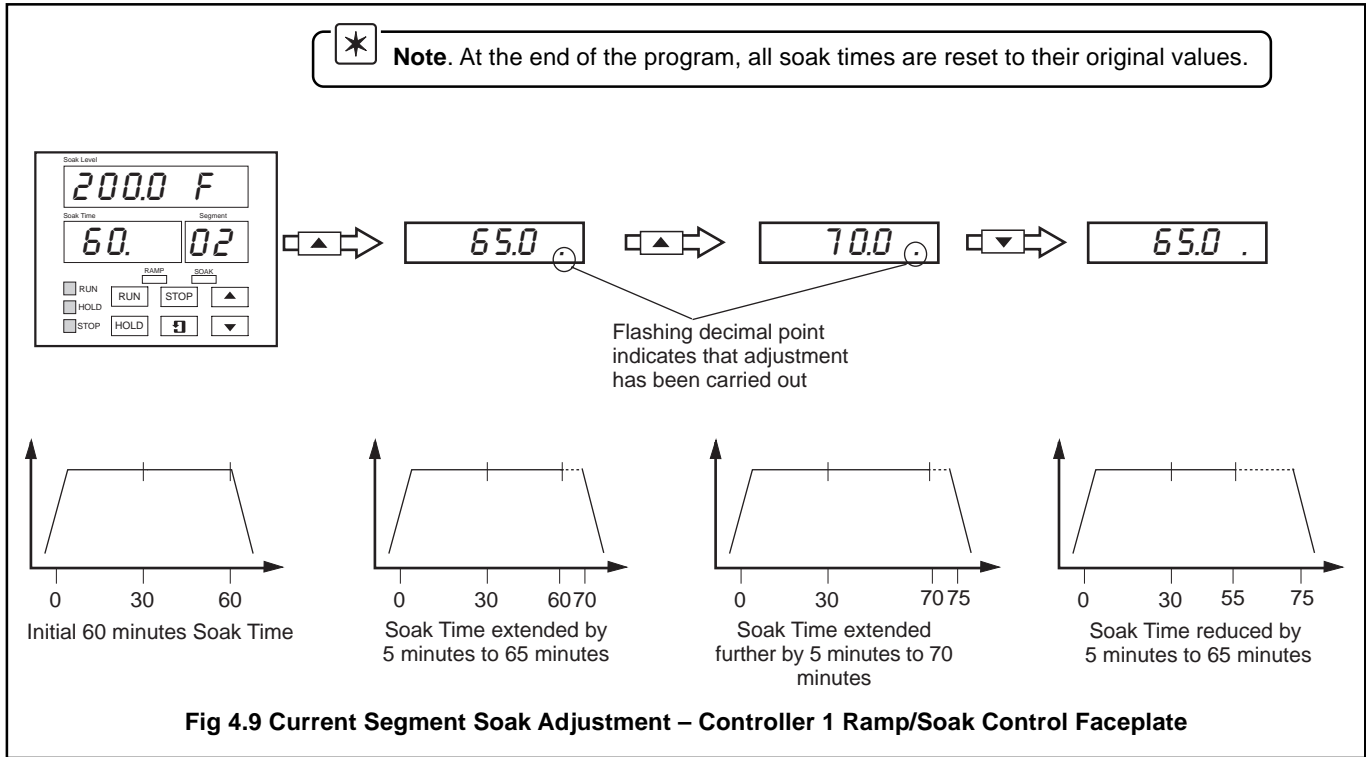 Note. At the end of the program, all soak times are reset to their original values.
Soak Level
200.0 F
Soak Time Segment
60. 02
RAMP SOAK
RUN
HOLD
STOP
RUN STOP
HOLD
65.0 .
70.0 .
65.0 .
Flashing decimal point
indicates that adjustment
has been carried out
0 30 60
Initial 60 minutes Soak Time
0 30 60 70
Soak Time extended by
5 minutes to 65 minutes
0 30 70 75
Soak Time extended
further by 5 minutes to 70
minutes
0 30 55 75
Soak Time reduced by
5 minutes to 65 minutes
Fig 4.9 Current Segment Soak Adjustment – Controller 1 Ramp/Soak Control Faceplate